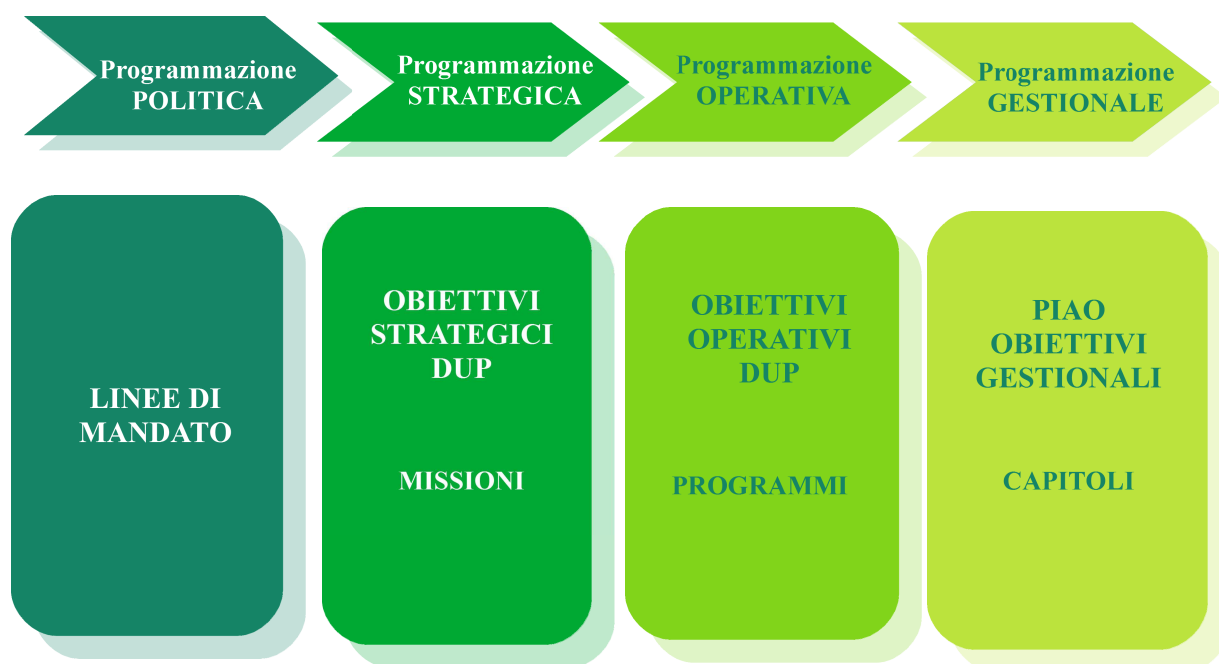 Programmazione
POLITICA
Programmazione
STRATEGICA
Programmazione
OPERATIVA
Programmazione
GESTIONALE
LINEE DI
MANDATO
OBIETTIVI
STRATEGICI
DUP
MISSIONI
OBIETTIVI
OPERATIVI
DUP
PROGRAMMI
PIAO
OBIETTIVI
GESTIONALI
CAPITOLI